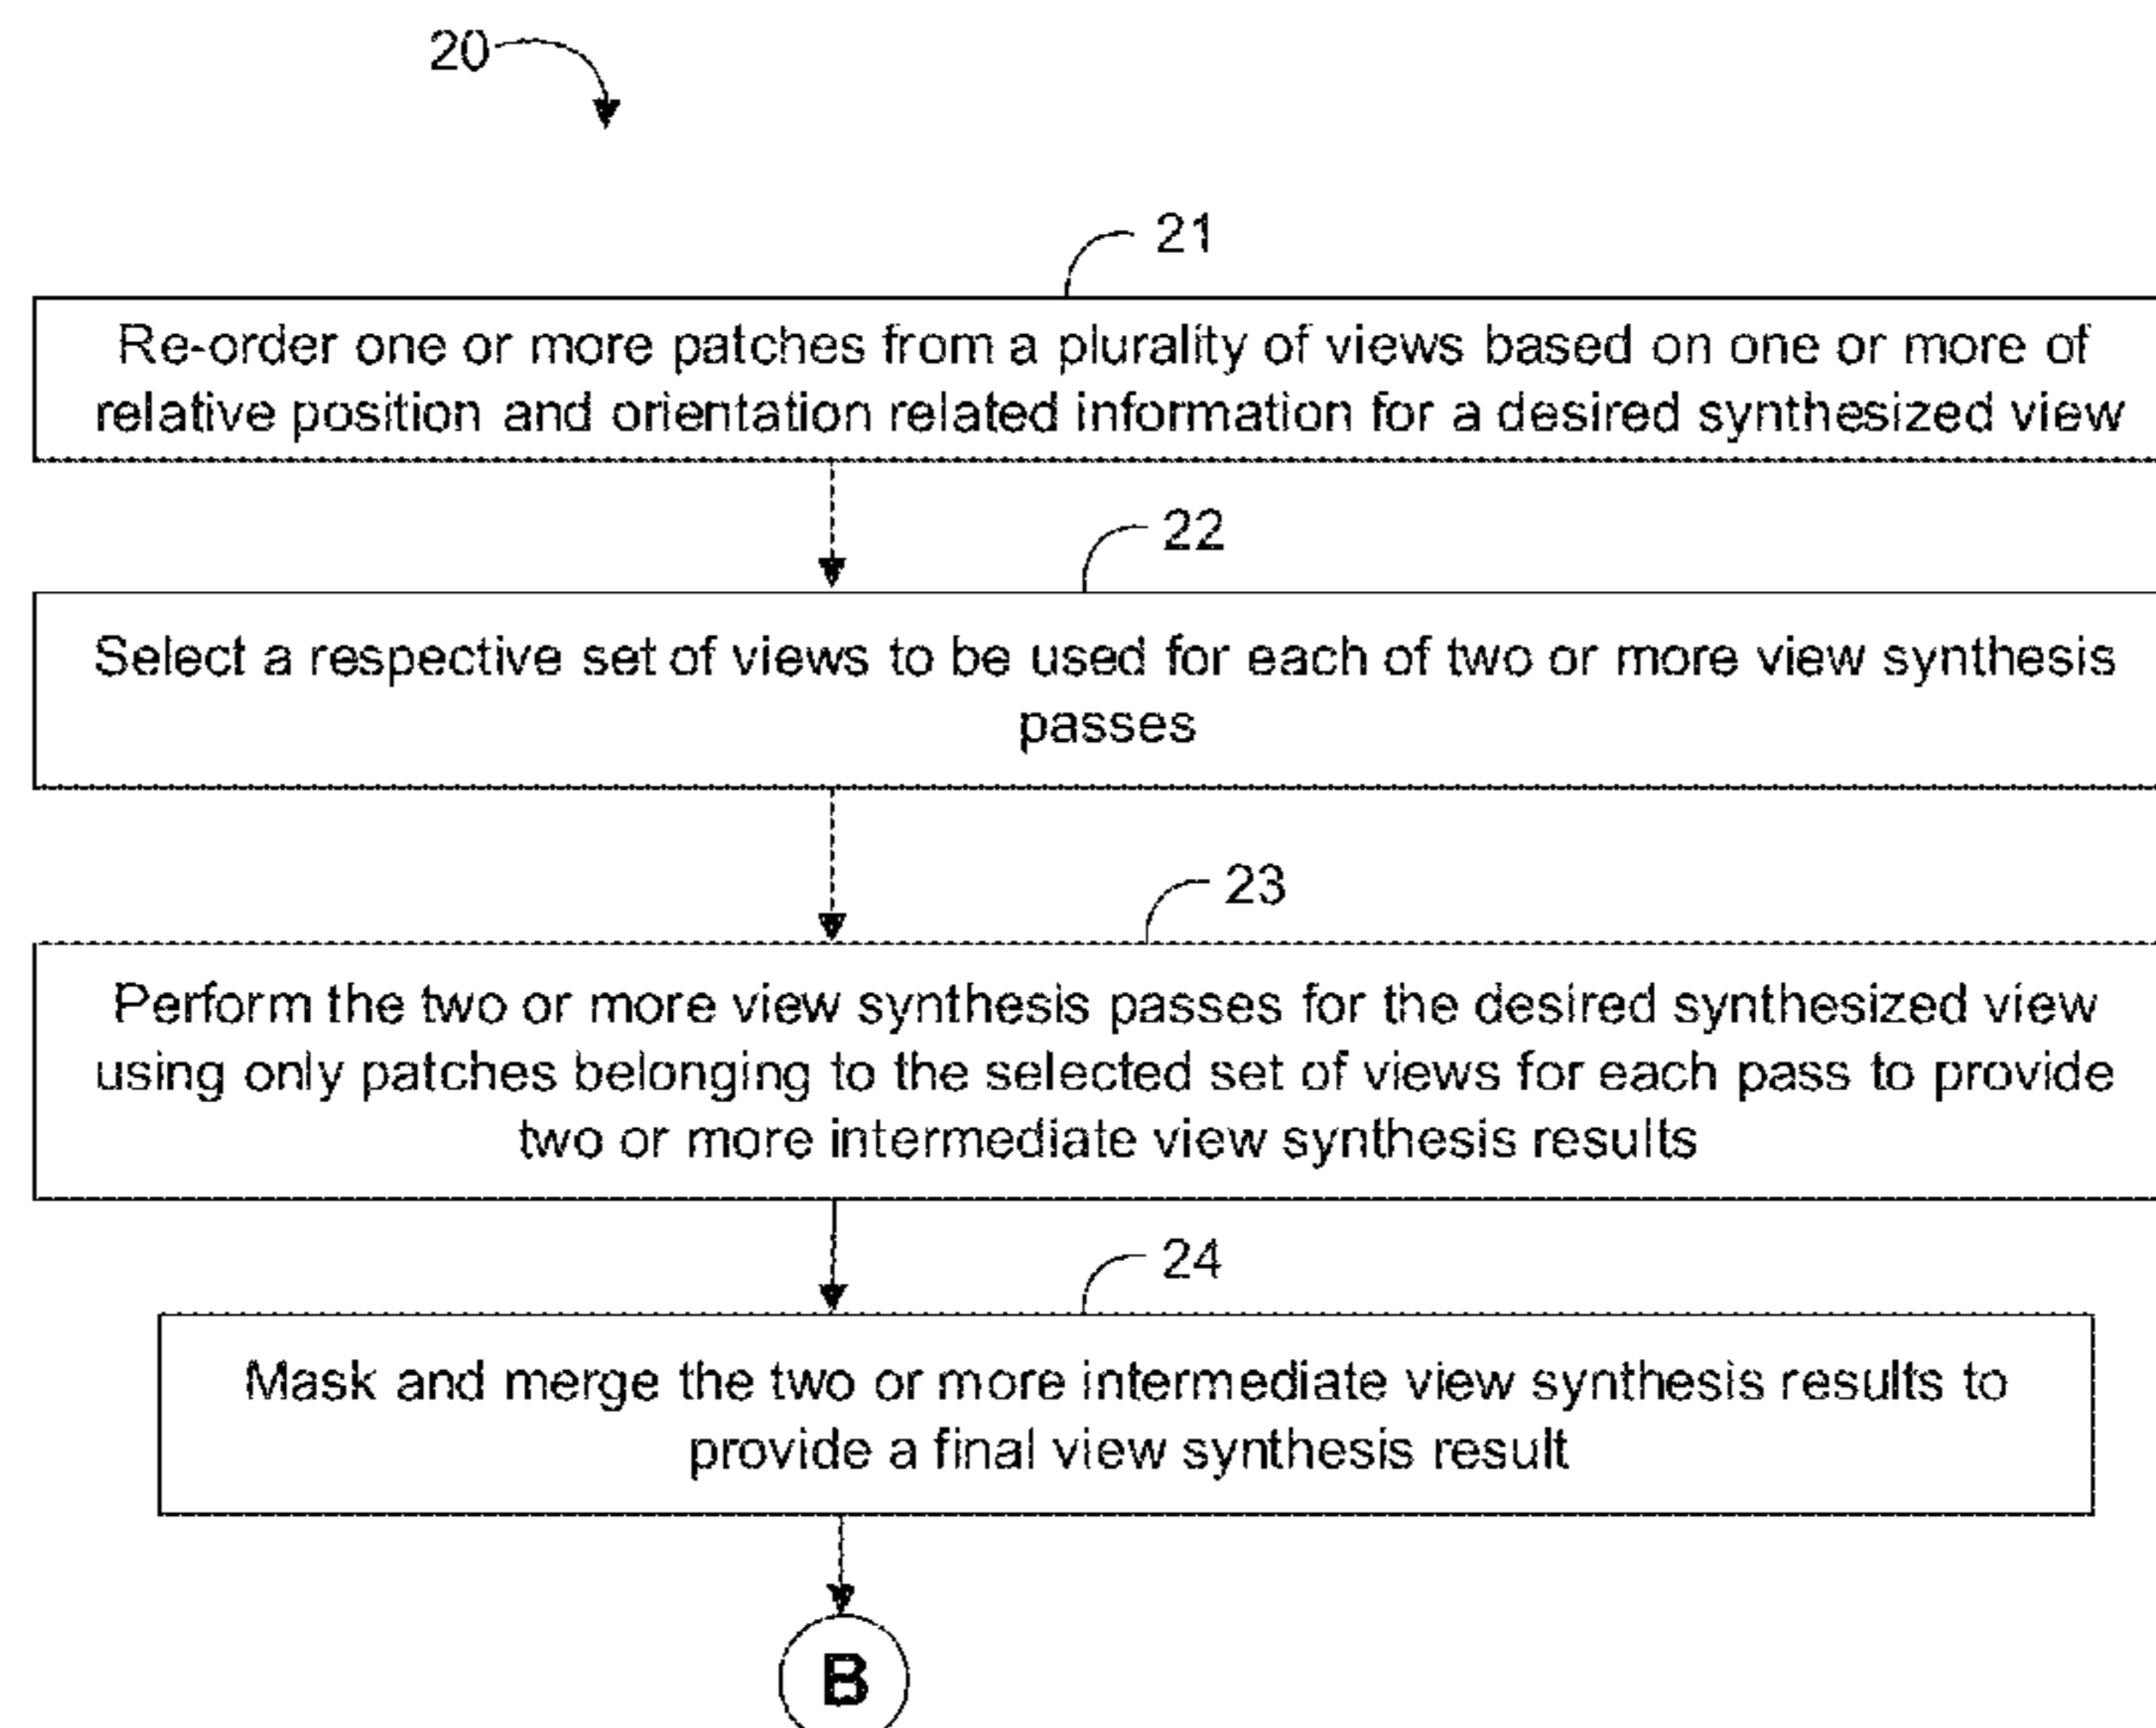 20
21
Re-order one or more patches from a plurality of views based on one or more of
relative position and orientation related information for a desired synthesized view
22
Select a respective set of views to be used for each of two or more view synthesis
passes
23
Perform the two or more view synthesis passes for the desired synthesized view
using only patches belonging to the selected set of views for each pass to provide
two or more intermediate view synthesis results
24
Mask and merge the two or more intermediate view synthesis results to
provide a final view synthesis result
B